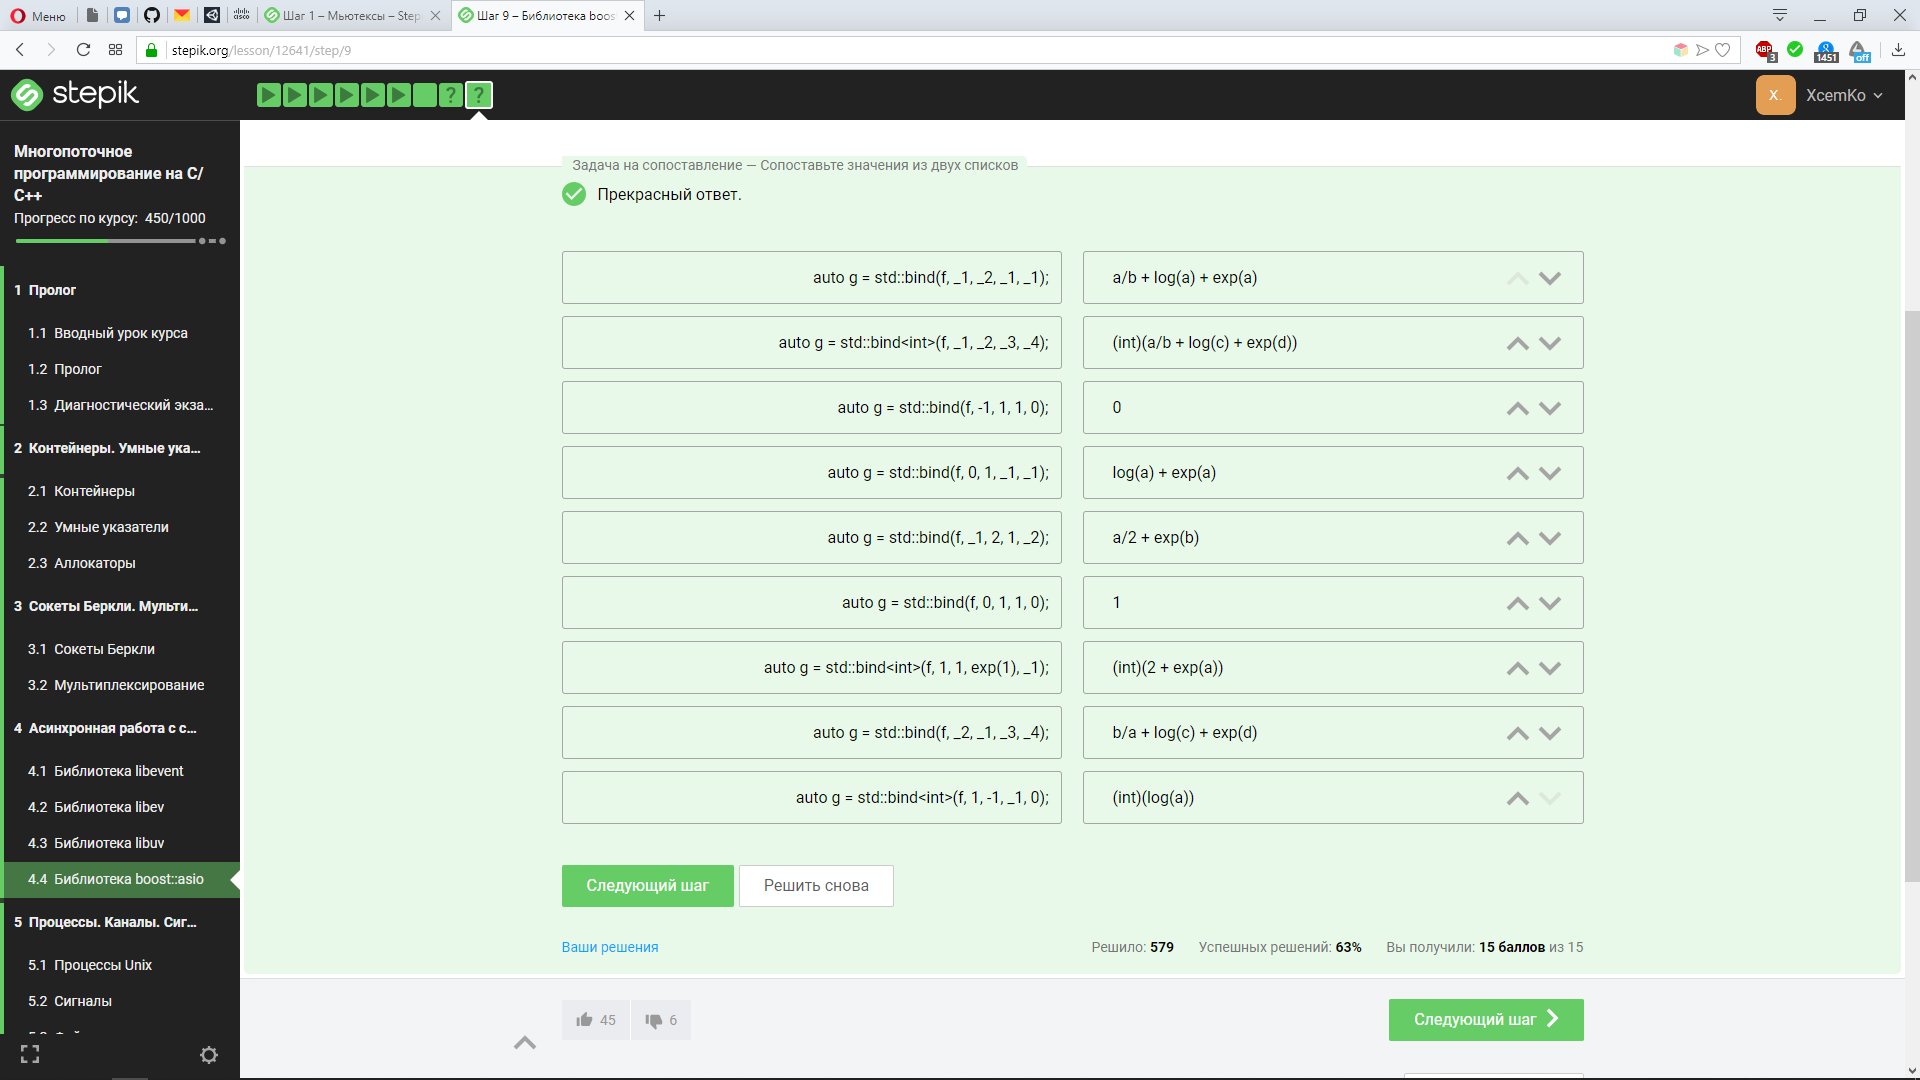 Меню
Шаг 1 – Мьютексы – Step
Шаг 9 – Библиотека boos
stepik.org/lesson/12641/step/9
ABP
3
1451
off
stepik
X.
XcemKo
Многопоточное
программирование на C/
C++
Прогресс по курсу: 450/1000
1 Пролог
1.1 Вводный урок курса
1.2 Пролог
1.3 Диагностический экза...
2 Контейнеры. Умные ука...
2.1 Контейнеры
2.2 Умные указатели
2.3 Аллокаторы
3 Сокеты Беркли. Мульти...
3.1 Сокеты Беркли
3.2 Мультиплексирование
4 Асинхронная работа с с...
4.1 Библиотека libevent
4.2 Библиотека libev
4.3 Библиотека libuv
4.4 Библиотека boost::asio
5 Процессы. Каналы. Сиг...
5.1 Процессы Unix
5.2 Сигналы
Задача на сопоставление — Сопоставьте значения из двух списков
Прекрасный ответ.
auto g = std::bind(f, _1, _2, _1, _1); a/b + log(a) + exp(a)
auto g = std::bind<int>(f, _1, _2, _3, _4); (int)(a/b + log(c) + exp(d))
auto g = std::bind(f, -1, 1, 1, 0); 0
auto g = std::bind(f, 0, 1, _1, _1); log(a) + exp(a)
auto g = std::bind(f, _1, 2, 1, _2); a/2 + exp(b)
auto g = std::bind(f, 0, 1, 1, 0); 1
auto g = std::bind<int>(f, 1, 1, exp(1), _1); (int)(2 + exp(a))
auto g = std::bind(f, _2, _1, _3, _4); b/a + log(c) + exp(d)
auto g = std::bind<int>(f, 1, -1, _1, 0); (int)(log(a))
Следующий шаг Решить снова
Ваши решения Решило: 579 Успешных решений: 63% Вы получили: 15 баллов из 15
45 6 Следующий шаг